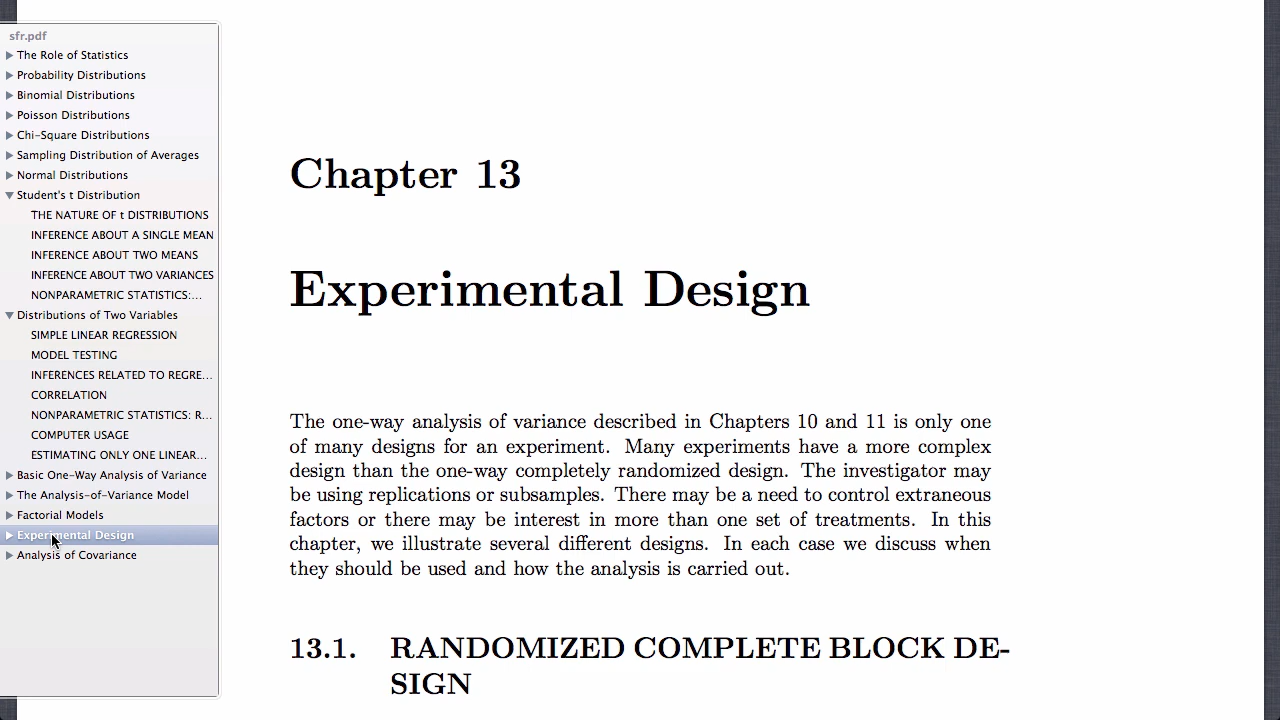 sfr.pdf
The Role of Statistics
Probability Distributions
Binomial Distributions
Poisson Distributions
Chi-Square Distributions
Sampling Distribution of Averages
Normal Distributions
Student's t Distribution
THE NATURE OF t DISTRIBUTIONS
INFERENCE ABOUT A SINGLE MEAN
INFERENCE ABOUT TWO MEANS
INFERENCE ABOUT TWO VARIANCES
NONPARAMETRIC STATISTICS:...
Distributions of Two Variables
SIMPLE LINEAR REGRESSION
MODEL TESTING
INFERENCES RELATED TO REGRE...
CORRELATION
NONPARAMETRIC STATISTICS: R...
COMPUTER USAGE
ESTIMATING ONLY ONE LINEAR...
Basic One-Way Analysis of Variance
The Analysis-of-Variance Model
Factorial Models
Experimental Design
Analysis of Covariance
Chapter 13
Experimental Design
The one-way analysis of variance described in Chapters 10 and 11 is only one
of many designs for an experiment. Many experiments have a more complex
design than the one-way completely randomized design. The investigator may
be using replications or subsamples. There may be a need to control extraneous
factors or there may be interest in more than one set of treatments. In this
chapter, we illustrate several different designs. In each case we discuss when
they should be used and how the analysis is carried out.
13.1. RANDOMIZED COMPLETE BLOCK DE-
SIGN